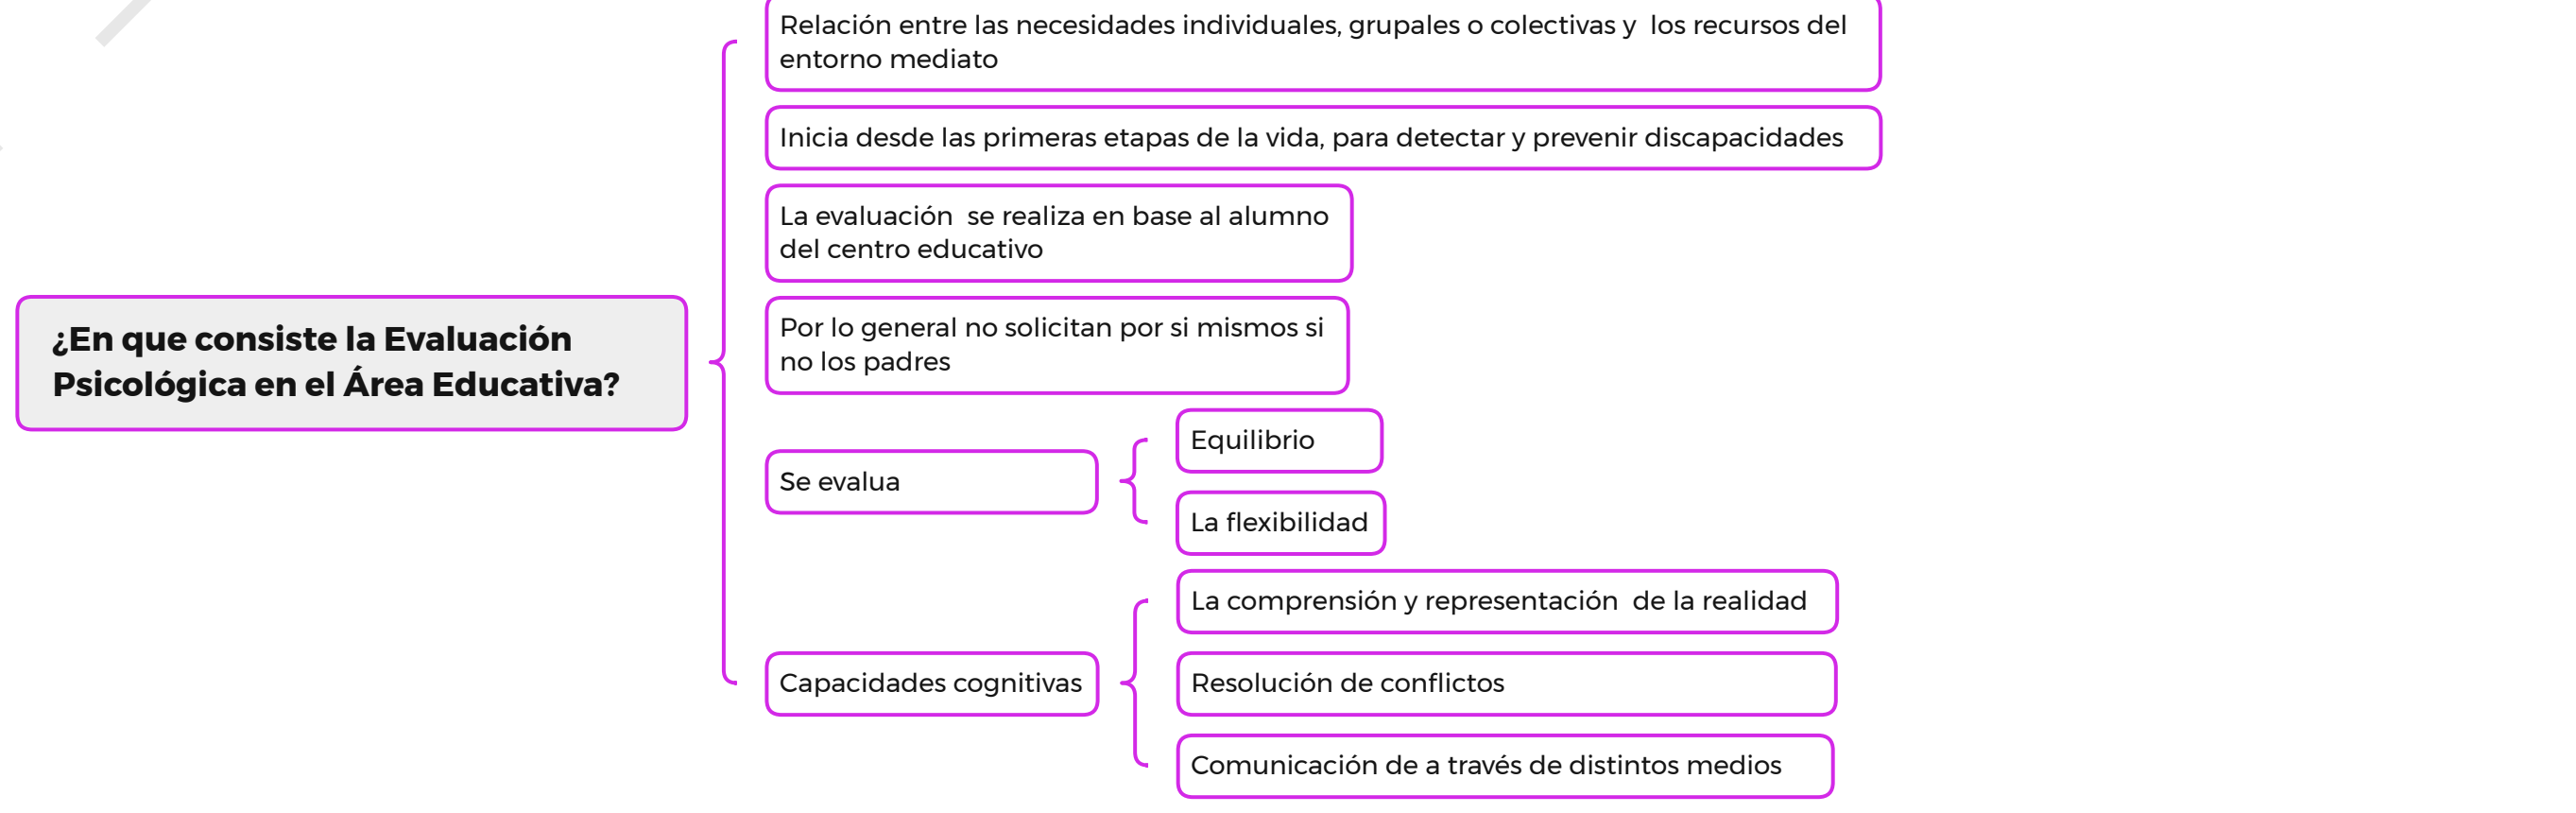 Relación entre las necesidades individuales, grupales o colectivas y  los recursos del
entorno mediato
Inicia desde las primeras etapas de la vida, para detectar y prevenir discapacidades
La evaluación  se realiza en base al alumno
del centro educativo
¿En que consiste la Evaluación
Psicológica en el Área Educativa?
Por lo general no solicitan por si mismos si
no los padres
Se evalua
Equilibrio
La flexibilidad
Capacidades cognitivas
La comprensión y representación  de la realidad
Resolución de conflictos
Comunicación de a través de distintos medios